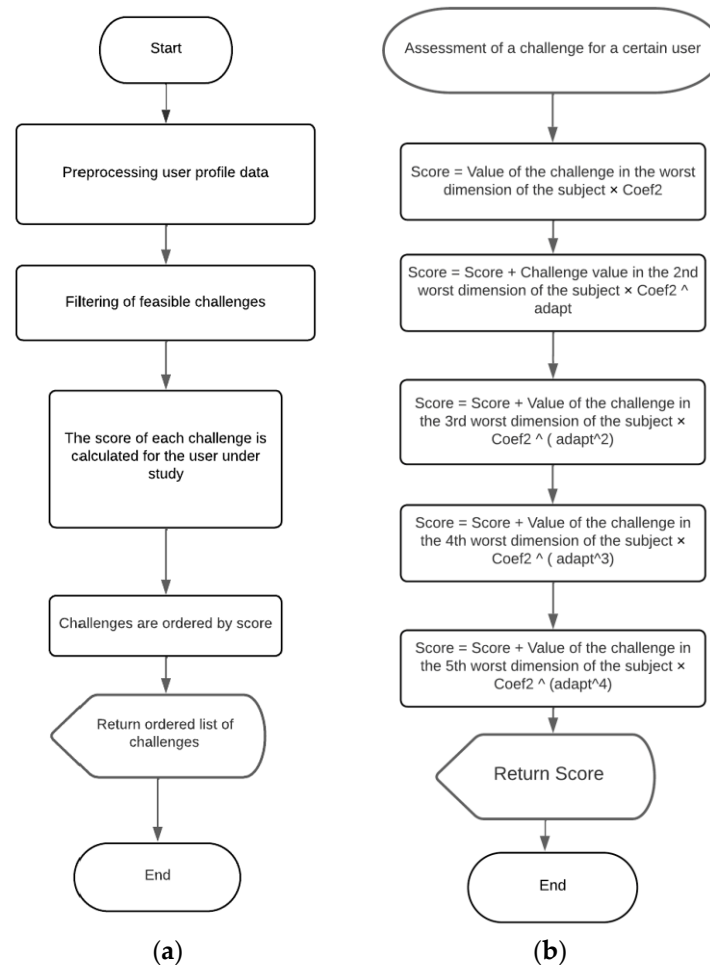 Start
Preprocessing user profile data
Filtering of feasible challenges
The score of each challenge is
calculated for the user under
study
Challenges are ordered by score
Return ordered list of
challenges
End
(a)
Assessment of a challenge for a certain user
Score = Value of the challenge in the worst
dimension of the subject × Coef2
Score = Score + Challenge value in the 2nd
worst dimension of the subject × Coef2 ^
adapt
Score = Score + Value of the challenge in
the 3rd worst dimension of the subject ×
Coef2 ^ ( adapt^2)
Score = Score + Value of the challenge in
the 4th worst dimension of the subject ×
Coef2 ^ ( adapt^3)
Score = Score + Value of the challenge in
the 5th worst dimension of the subject ×
Coef2 ^ (adapt^4)
Return Score
End
(b)